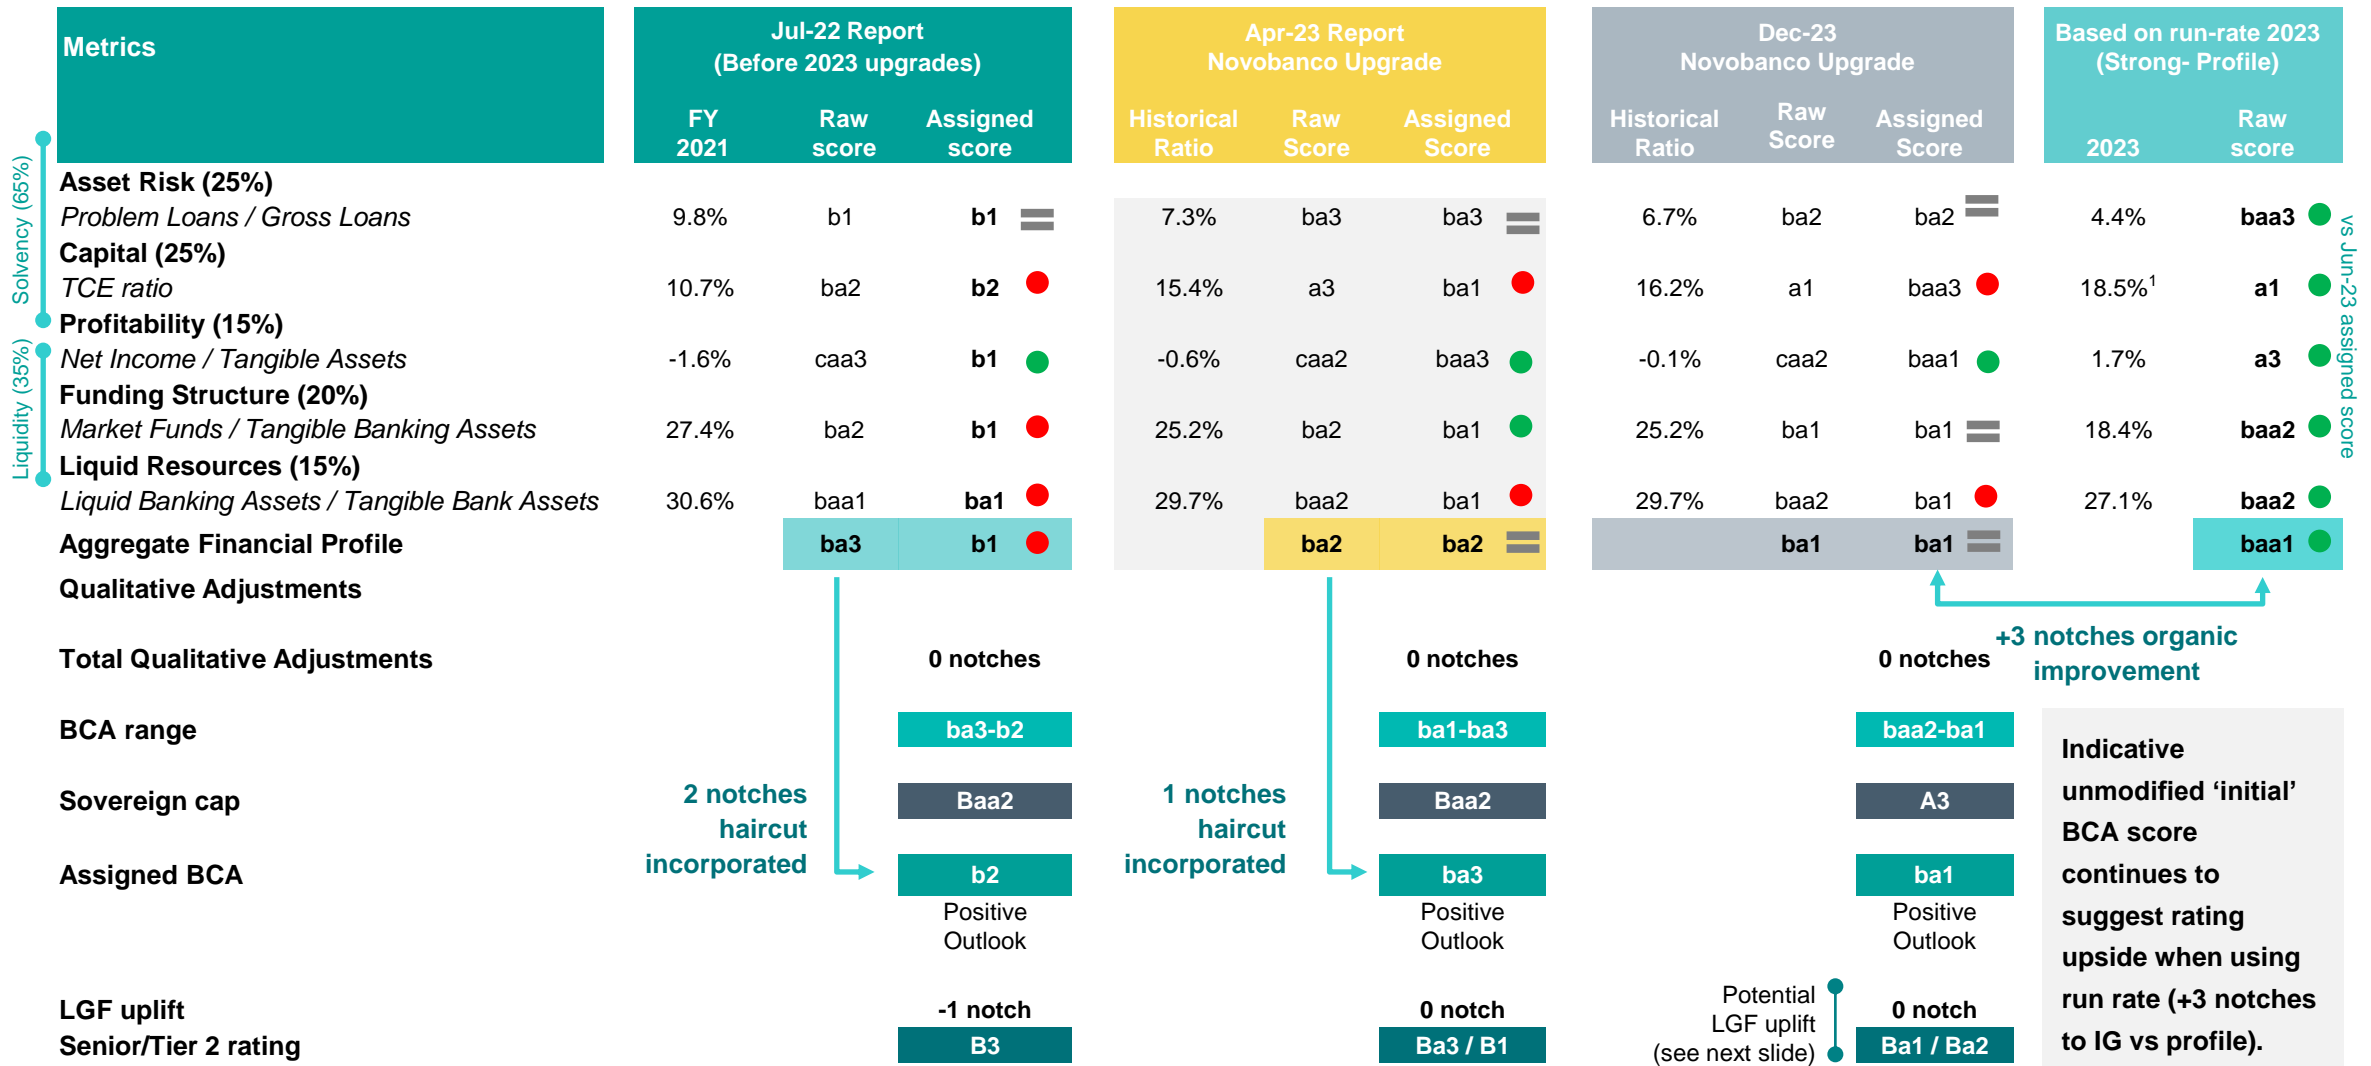 Metrics
Jul-22 Report
(Before 2023 upgrades)
Apr-23 Report
Novobanco Upgrade
Dec-23
Novobanco Upgrade
Based on run-rate 2023
(Strong- Profile)
FY 2021
Raw score
Assigned score
Historical Ratio
Raw Score
Assigned Score
Historical Ratio
Raw Score
Assigned Score
2023
Raw score
Solvency (65%)
Liquidity (35%)
vs Jun-23 assigned score
Asset Risk (25%)
Problem Loans / Gross Loans 9.8% b1 b1 7.3% ba3 ba3 6.7% ba2 ba2 4.4% baa3
Capital (25%)
TCE ratio 10.7% ba2 b2 15.4% a3 ba1 16.2% a1 baa3 18.5%1 a1
Profitability (15%)
Net Income / Tangible Assets -1.6% caa3 b1 -0.6% caa2 baa3 -0.1% caa2 baa1 1.7% a3
Funding Structure (20%)
Market Funds / Tangible Banking Assets 27.4% ba2 b1 25.2% ba2 ba1 25.2% ba1 ba1 18.4% baa2
Liquid Resources (15%)
Liquid Banking Assets / Tangible Bank Assets 30.6% baa1 ba1 29.7% baa2 ba1 29.7% baa2 ba1 27.1% baa2
Aggregate Financial Profile ba3 b1 ba2 ba2 ba1 ba1 baa1
Qualitative Adjustments
Total Qualitative Adjustments 0 notches 0 notches 0 notches
+3 notches organic
improvement
BCA range ba3-b2 ba1-ba3 baa2-ba1
Sovereign cap Baa2 Baa2 A3
2 notches
haircut
incorporated
1 notches
haircut
incorporated
Assigned BCA b2 ba3 ba1
Positive
Outlook
Positive
Outlook
Positive
Outlook
Indicative
unmodified ‘initial’
BCA score
continues to
suggest rating
upside when using
run rate (+3 notches
to IG vs profile).
Potential
LGF uplift
(see next slide)
LGF uplift -1 notch 0 notch 0 notch
Senior/Tier 2 rating B3 Ba3 / B1 Ba1 / Ba2